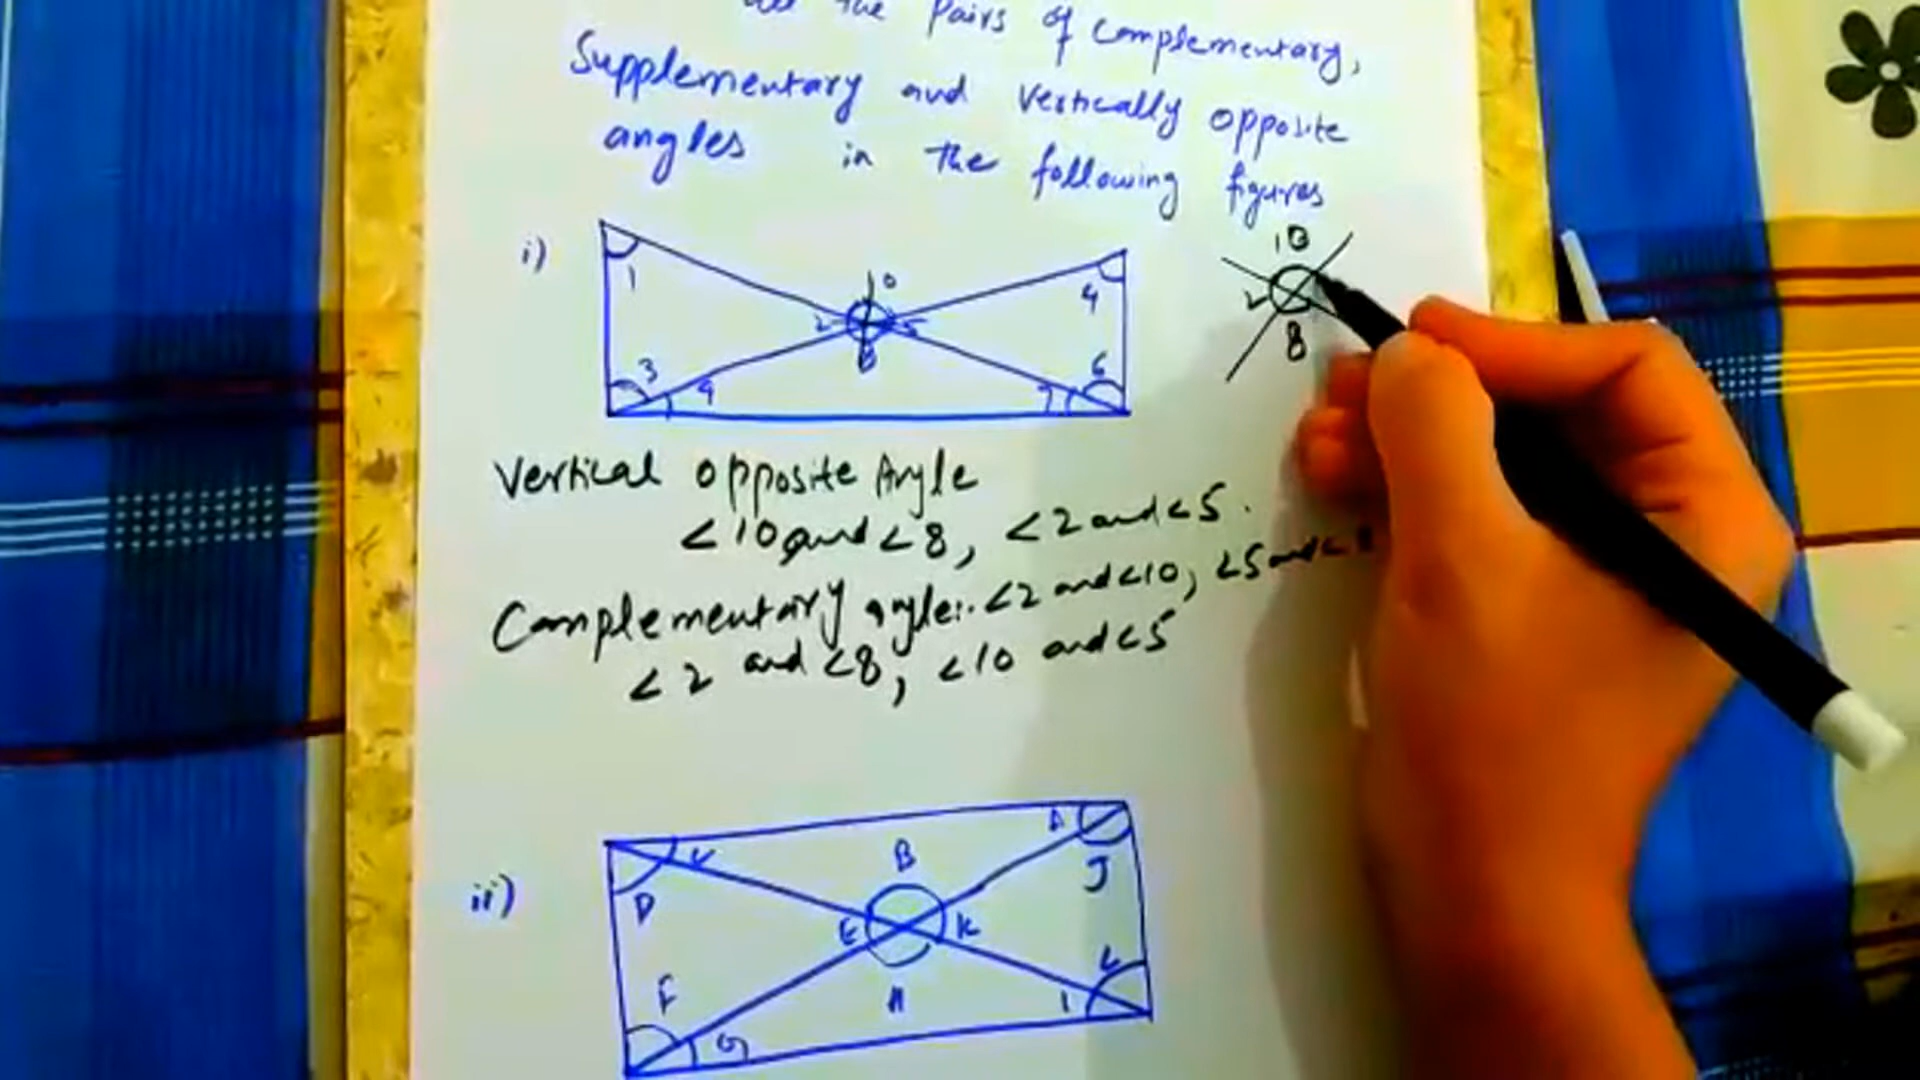 the Pairs of Complementary,
Supplementary and Vertically opposite
angles in the following figures
i)
1
10
4
2
5
8
3
9
7
6
10
2
8
Vertical opposite Angle
<10 and <8, <2 and <5.
Complementary angle:. <2 and <10, <5 and <8
<2 and <8, <10 and <5
ii)
A
B
D
J
E
K
F
L
H
I
G